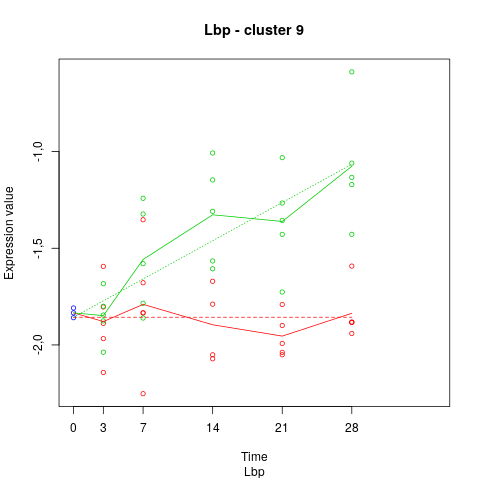 Lbp - cluster 9
Expression value
-1,0
-1,5
-2,0
0 3 7 14 21 28
Time
Lbp